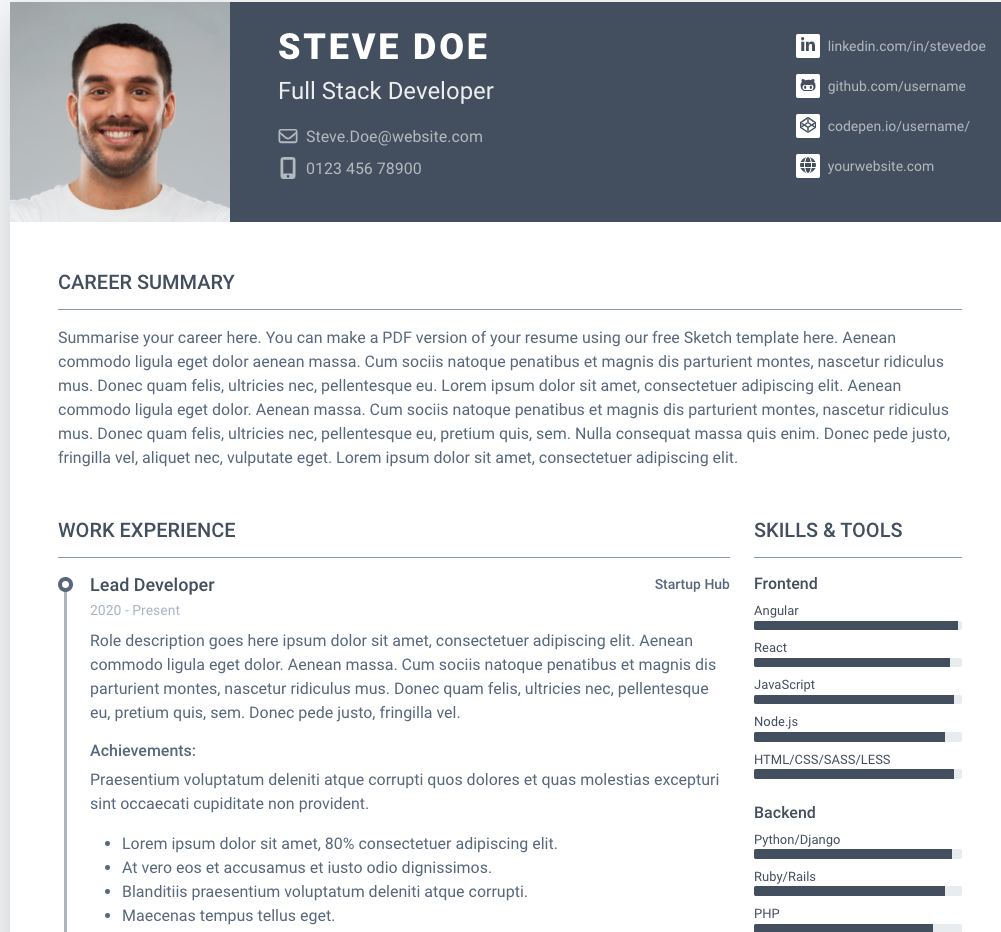 STEVE DOE
Full Stack Developer
Steve.Doe@website.com
0123 456 78900
linkedin.com/in/stevedoe
github.com/username
codepen.io/username/
yourwebsite.com
CAREER SUMMARY
Summarise your career here. You can make a PDF version of your resume using our free Sketch template here. Aenean
commodo ligula eget dolor aenean massa. Cum sociis natoque penatibus et magnis dis parturient montes, nascetur ridiculus
mus. Donec quam felis, ultricies nec, pellentesque eu. Lorem ipsum dolor sit amet, consectetuer adipiscing elit. Aenean
commodo ligula eget dolor. Aenean massa. Cum sociis natoque penatibus et magnis dis parturient montes, nascetur ridiculus
mus. Donec quam felis, ultricies nec, pellentesque eu, pretium quis, sem. Nulla consequat massa quis enim. Donec pede justo,
fringilla vel, aliquet nec, vulputate eget. Lorem ipsum dolor sit amet, consectetuer adipiscing elit.
WORK EXPERIENCE
Lead Developer
Startup Hub
2020 - Present
Role description goes here ipsum dolor sit amet, consectetuer adipiscing elit. Aenean
commodo ligula eget dolor. Aenean massa. Cum sociis natoque penatibus et magnis dis
parturient montes, nascetur ridiculus mus. Donec quam felis, ultricies nec, pellentesque
eu, pretium quis, sem. Donec pede justo, fringilla vel.
Achievements:
Praesentium voluptatum deleniti atque corrupti quos dolores et quas molestias excepturi
sint occaecati cupiditate non provident.
• Lorem ipsum dolor sit amet, 80% consectetuer adipiscing elit.
• At vero eos et accusamus et iusto odio dignissimos.
• Blanditiis praesentium voluptatum deleniti atque corrupti.
• Maecenas tempus tellus eget.
SKILLS & TOOLS
Frontend
Angular
React
JavaScript
Node.js
HTML/CSS/SASS/LESS
Backend
Python/Django
Ruby/Rails
PHP